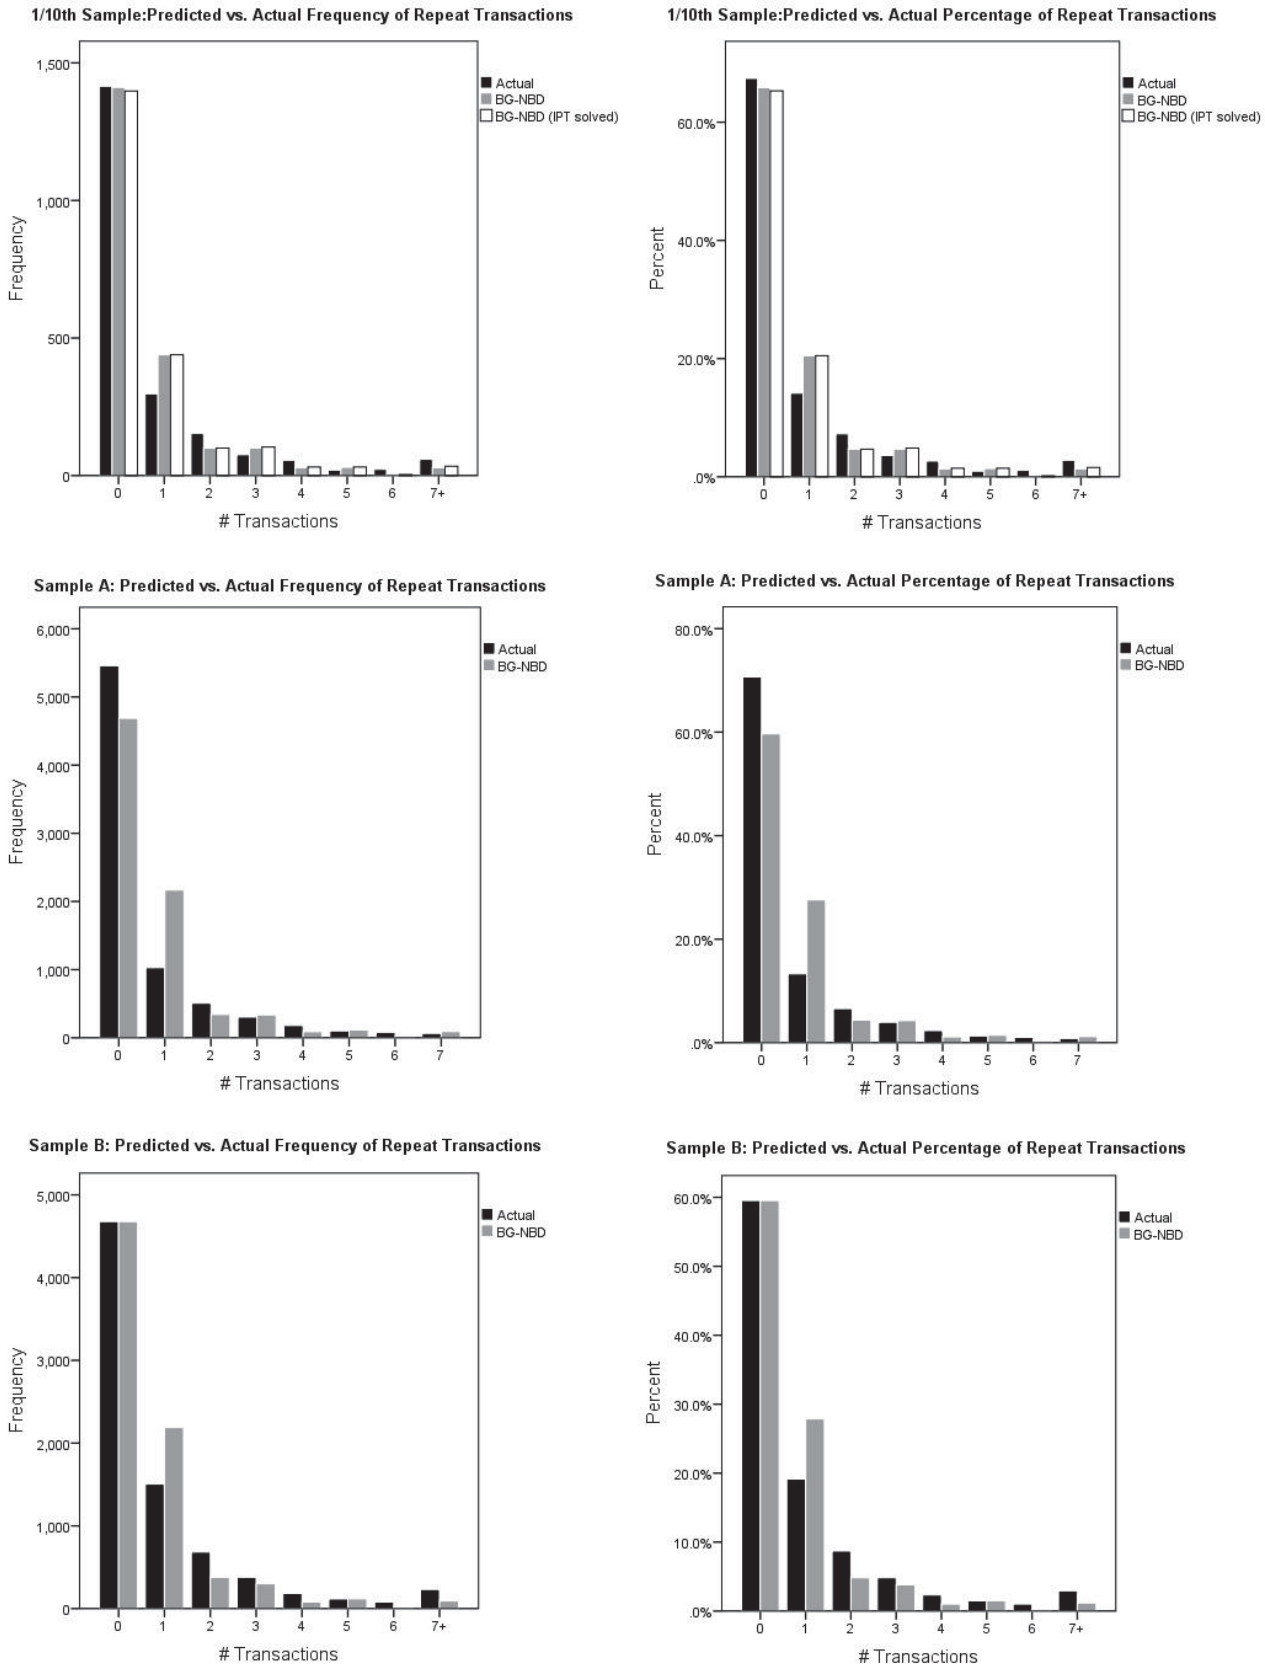 1/10th Sample:Predicted vs. Actual Frequency of Repeat Transactions
1,500
1,000
500
0
Frequency
0 1 2 3 4 5 6 7+
# Transactions
Actual
BG-NBD
BG-NBD (IPT solved)
1/10th Sample:Predicted vs. Actual Percentage of Repeat Transactions
60.0%
40.0%
20.0%
.0%
Percent
0 1 2 3 4 5 6 7+
# Transactions
Actual
BG-NBD
BG-NBD (IPT solved)
Sample A: Predicted vs. Actual Frequency of Repeat Transactions
6,000
5,000
4,000
3,000
2,000
1,000
0
Frequency
0 1 2 3 4 5 6 7
# Transactions
Actual
BG-NBD
Sample A: Predicted vs. Actual Percentage of Repeat Transactions
80.0%
60.0%
40.0%
20.0%
.0%
Percent
0 1 2 3 4 5 6 7
# Transactions
Actual
BG-NBD
Sample B: Predicted vs. Actual Frequency of Repeat Transactions
5,000
4,000
3,000
2,000
1,000
0
Frequency
0 1 2 3 4 5 6 7+
# Transactions
Actual
BG-NBD
Sample B: Predicted vs. Actual Percentage of Repeat Transactions
60.0%
50.0%
40.0%
30.0%
20.0%
10.0%
.0%
Percent
0 1 2 3 4 5 6 7+
# Transactions
Actual
BG-NBD